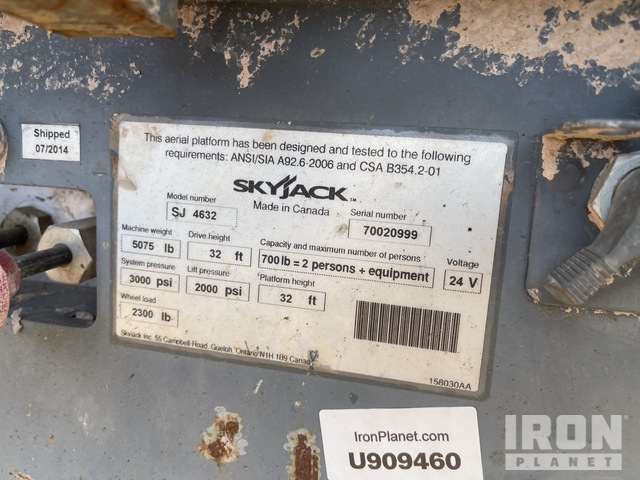 Shipped
07/2014
This aerial platform has been designed and tested to the following
requirements: ANSI/SIA A92.6-2006 and CSA B354.2-01
SKYJACK
Made in Canada
Model number
SJ 4632
Serial number
70020999
Machine weight
5075 lb
Drive height
32 ft
Capacity and maximum number of persons
700lb = 2 persons + equipment
Voltage
24 V
System pressure
3000 psi
Lift pressure
2000 psi
Platform height
32 ft
Wheel load
2300 lb
Skyjack Inc. 55 Campbell Road, Guelph, Ontario N1H 1B9 Canada
158030AA
IronPlanet.com
U909460
IRON
PLANET